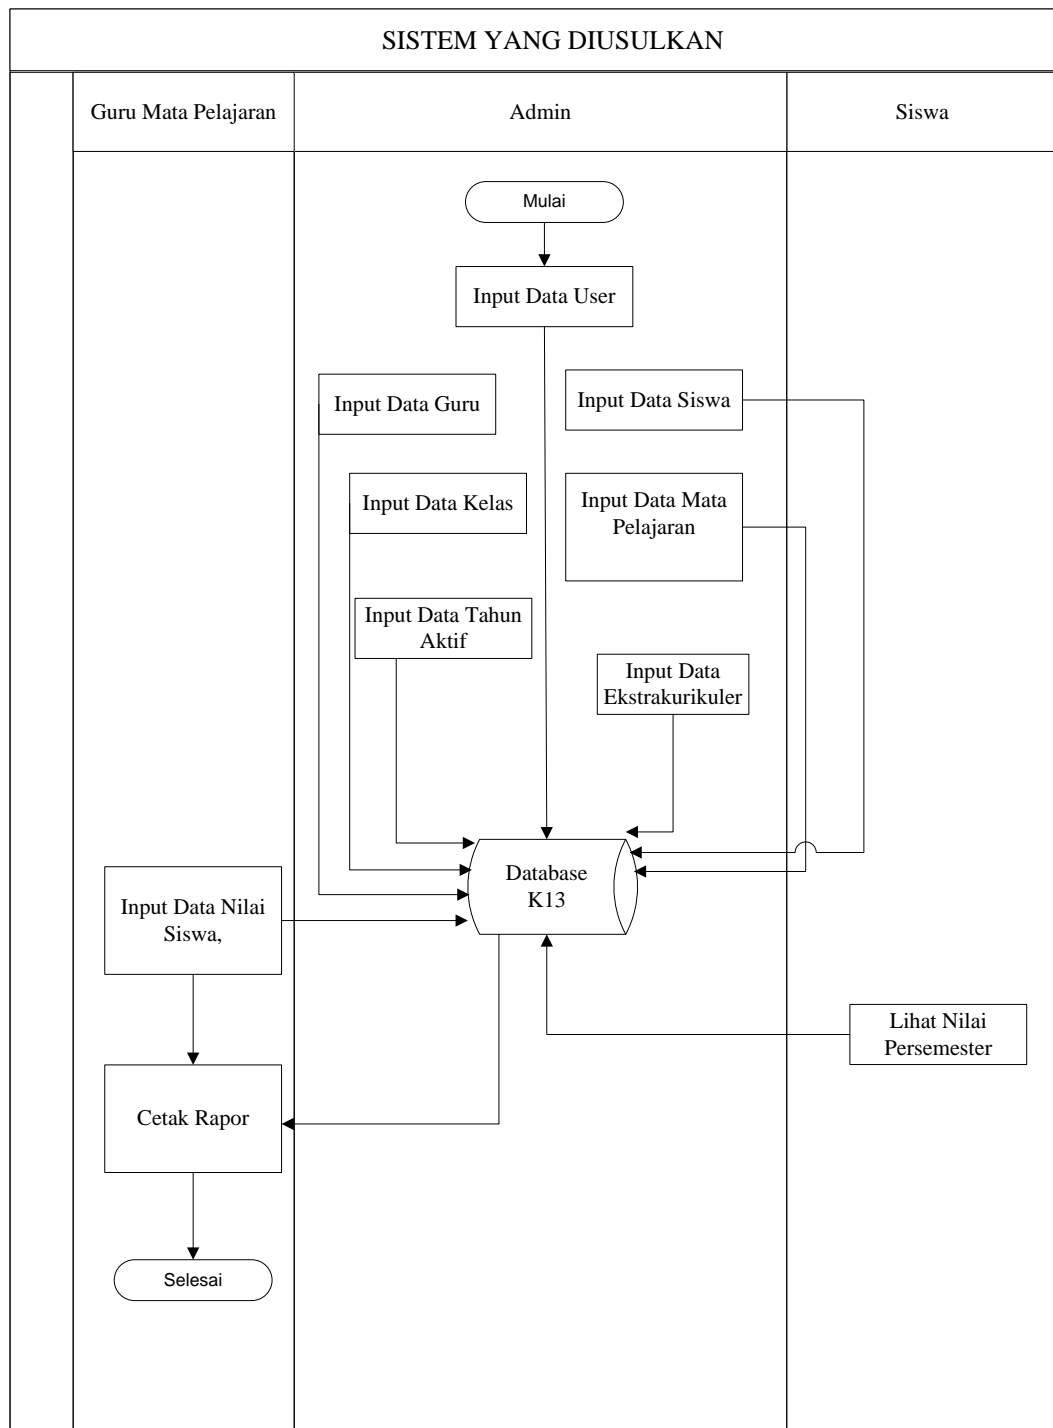 SISTEM YANG DIUSULKAN
Guru Mata Pelajaran
Admin
Siswa
Mulai
Input Data User
Input Data Guru
Input Data Siswa
Input Data Kelas
Input Data Mata
Pelajaran
Input Data Tahun
Aktif
Input Data
Ekstrakurikuler
Database
K13
Input Data Nilai
Siswa,
Lihat Nilai
Persemester
Cetak Rapor
Selesai